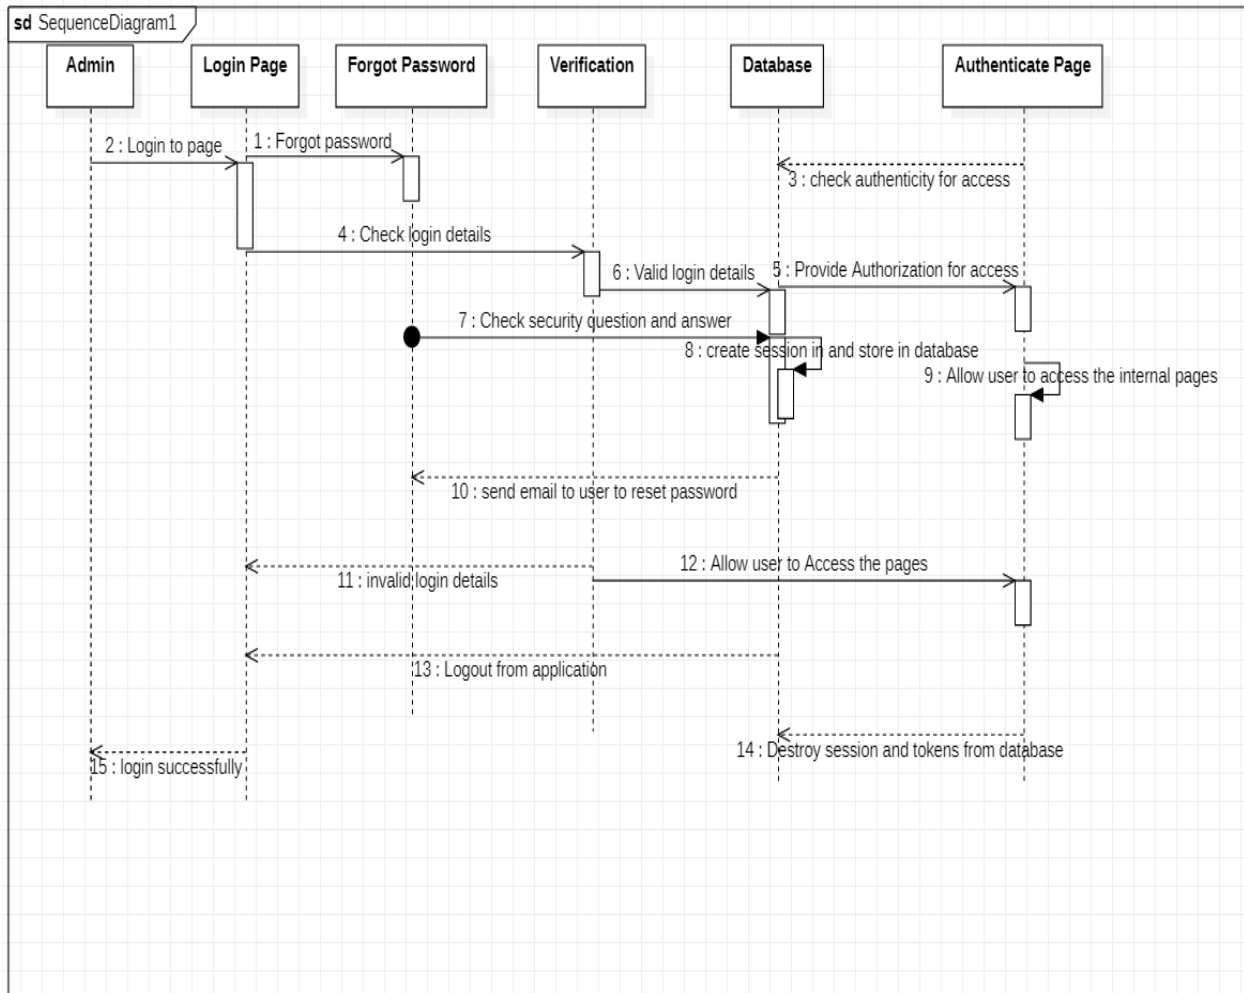 sd SequenceDiagram1
Admin
Login Page
Forgot Password
Verification
Database
Authenticate Page
2 : Login to page
1 : Forgot password
3 : check authenticity for access
4 : Check login details
6 : Valid login details
5 : Provide Authorization for access
7 : Check security question and answer
8 : create session in and store in database
9 : Allow user to access the internal pages
10 : send email to user to reset password
12 : Allow user to Access the pages
11 : invalid login details
13 : Logout from application
14 : Destroy session and tokens from database
15 : login successfully